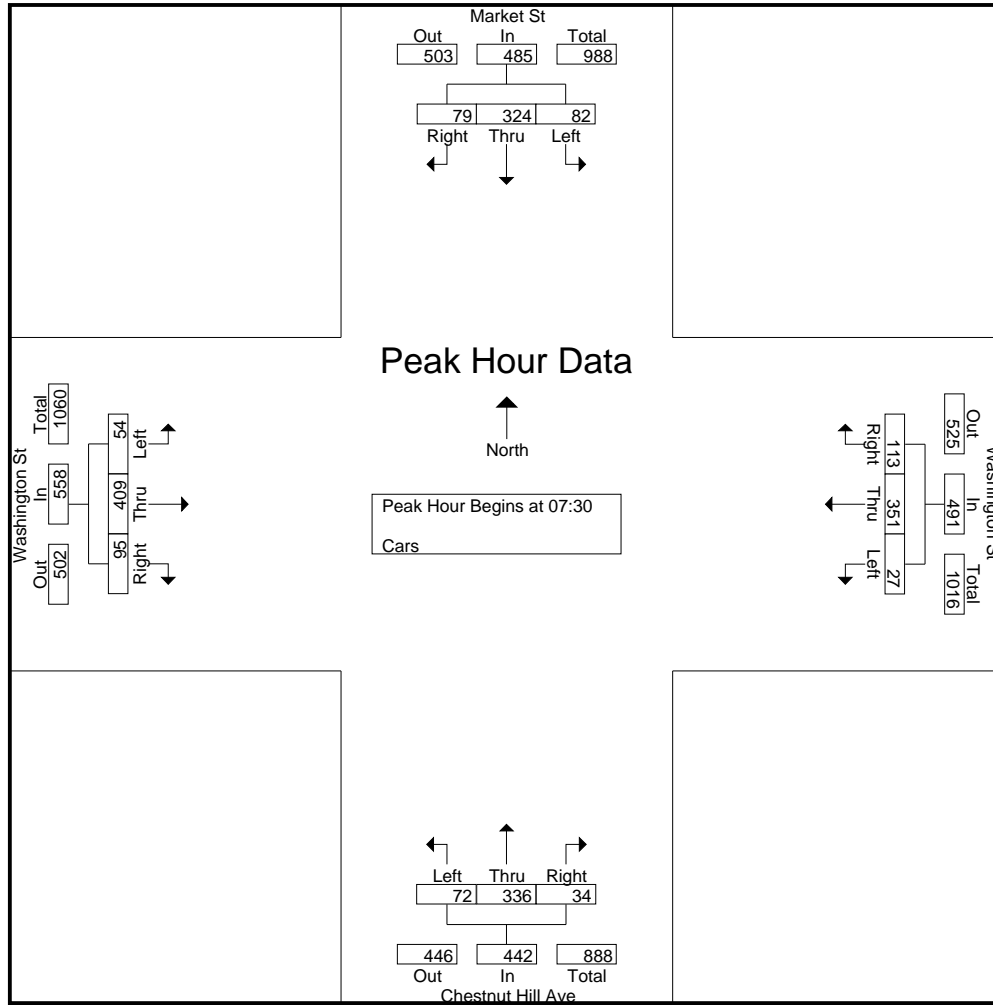 Market St
Out In Total
503 485 988
79 324 82
Right Thru Left
Peak Hour Data
North
Peak Hour Begins at 07:30
Cars
Washington St
Total In Out
1060 558 502
54 409 95
Left Thru Right
Right Thru Left
113 351 27
Out In Total
525 491 1016
Washington St
Left Thru Right
72 336 34
446 442 888
Out In Total
Chestnut Hill Ave